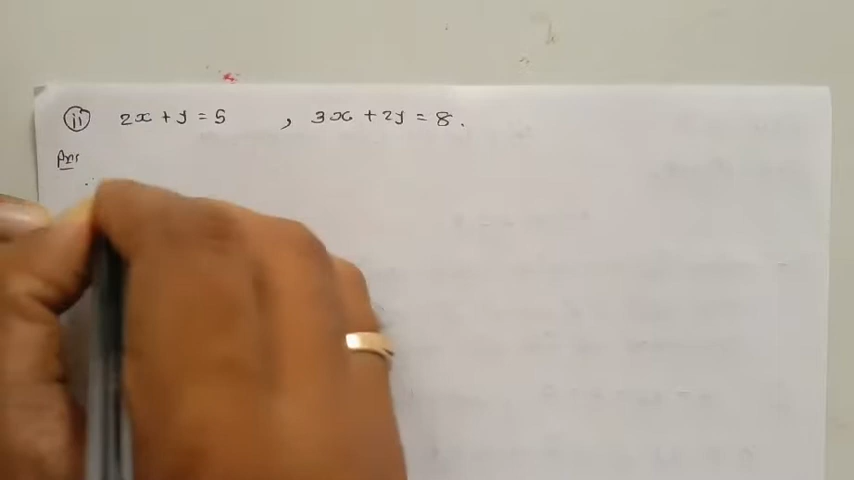 (ii) 2x + y = 5 , 3x + 2y = 8.
Ans